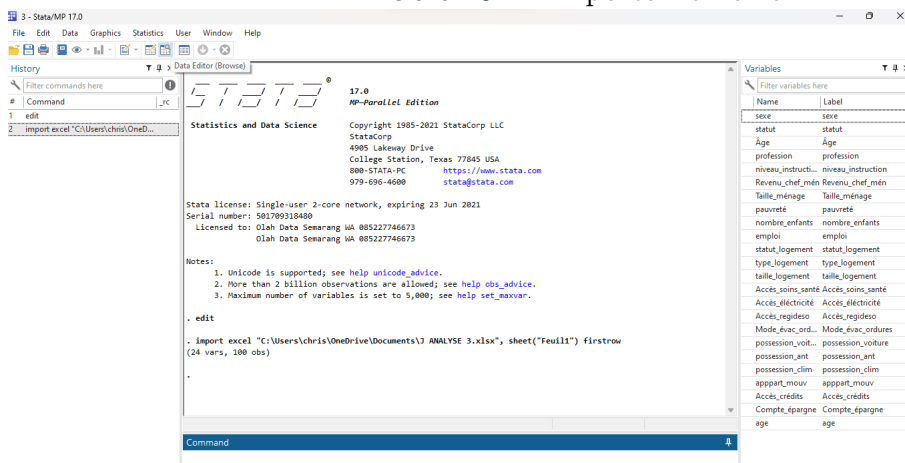 3 - Stata/MP 17.0
File Edit Data Graphics Statistics User Window Help
Data Editor (Browse)
History
Filter commands here
# Command _rc
1 edit
2 import excel "C:\Users\chris\OneD...
®
17.0
MP—Parallel Edition
Statistics and Data Science Copyright 1985-2021 StataCorp LLC
StataCorp
4905 Lakeway Drive
College Station, Texas 77845 USA
800-STATA-PC https://www.stata.com
979-696-4600 stata@stata.com
Stata license: Single-user 2-core network, expiring 23 Jun 2021
Serial number: 501709318480
Licensed to: Olah Data Semarang WA 085227746673
Olah Data Semarang WA 085227746673
Notes:
1. Unicode is supported; see help unicode_advice.
2. More than 2 billion observations are allowed; see help obs_advice.
3. Maximum number of variables is set to 5,000; see help set_maxvar.
. edit
. import excel "C:\Users\chris\OneDrive\Documents\J ANALYSE 3.xlsx", sheet("Feuil1") firstrow
(24 vars, 100 obs)
.
Command
Variables
Filter variables here
Name Label
sexe sexe
statut statut
Âge Âge
profession profession
niveau_instructi... niveau_instruction
Revenu_chef_mén Revenu_chef_mén
Taille_ménage Taille_ménage
pauvreté pauvreté
nombre_enfants nombre_enfants
emploi emploi
statut_logement statut_logement
type_logement type_logement
taille_logement taille_logement
Accès_soins_santé Accès_soins_santé
Accès_éléctricité Accès_éléctricité
Accès_regideso Accès_regideso
Mode_évac_ord... Mode_évac_ordures
possession_voit... possession_voiture
possession_ant possession_ant
possession_clim possession_clim
apppart_mouv apppart_mouv
Accès_crédits Accès_crédits
Compte_épargne Compte_épargne
age age